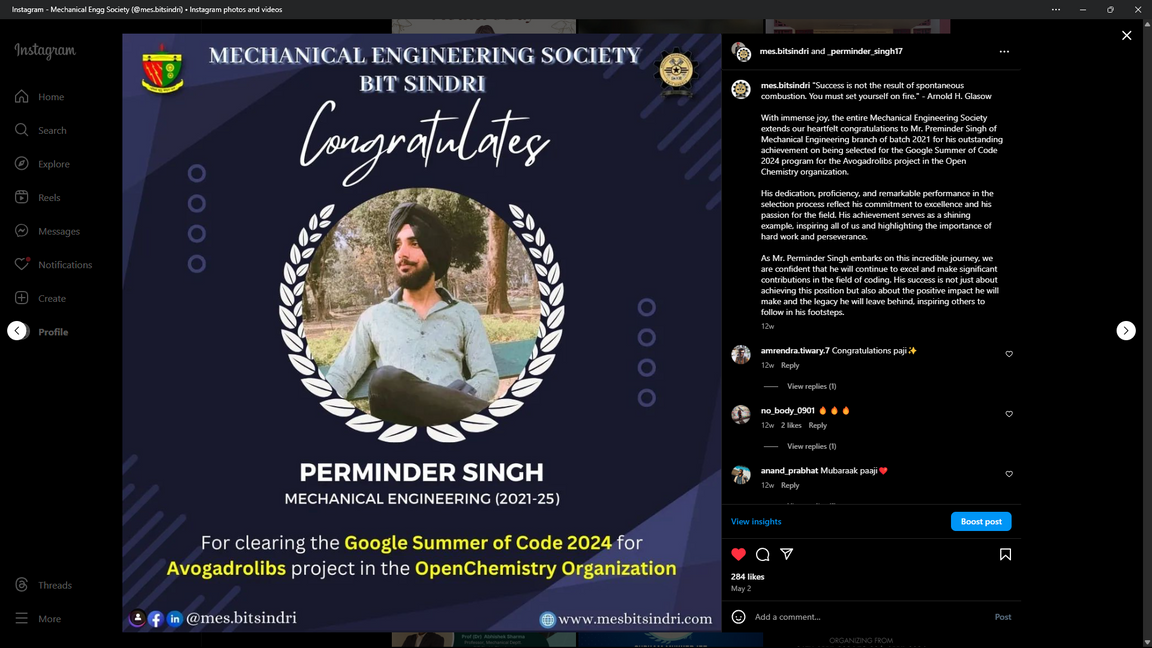 Instagram - Mechanical Engg Society (@mes.bitsindri) • Instagram photos and videos
Instagram
Home
Search
Explore
Reels
Messages
Notifications
Create
Profile
Threads
More
MECHANICAL ENGINEERING SOCIETY
BIT SINDRI
Congratulates
PERMINDER SINGH
MECHANICAL ENGINEERING (2021-25)
For clearing the Google Summer of Code 2024 for
Avogadrolibs project in the OpenChemistry Organization
@mes.bitsindri
www.mesbitsindri.com
mes.bitsindri and _perminder_singh17
mes.bitsindri "Success is not the result of spontaneous
combustion. You must set yourself on fire." - Arnold H. Glasow
With immense joy, the entire Mechanical Engineering Society
extends our heartfelt congratulations to Mr. Preminder Singh of
Mechanical Engineering branch of batch 2021 for his outstanding
achievement on being selected for the Google Summer of Code
2024 program for the Avogadrolibs project in the Open
Chemistry organization.
His dedication, proficiency, and remarkable performance in the
selection process reflect his commitment to excellence and his
passion for the field. His achievement serves as a shining
example, inspiring all of us and highlighting the importance of
hard work and perseverance.
As Mr. Perminder Singh embarks on this incredible journey, we
are confident that he will continue to excel and make significant
contributions in the field of coding. His success is not just about
achieving this position but also about the positive impact he will
make and the legacy he will leave behind, inspiring others to
follow in his footsteps.
12w
amrendra.tiwary.7 Congratulations paji✨
12w Reply
View replies (1)
no_body_0901 🔥 🔥 🔥
12w 2 likes Reply
View replies (1)
anand_prabhat Mubaraak paaji❤️
12w Reply
View insights
Boost post
284 likes
May 2
Add a comment...
Post
Prof.(Dr) Abhishek Sharma
Professor, Mechanical Deptt.
ORGANIZING FROM